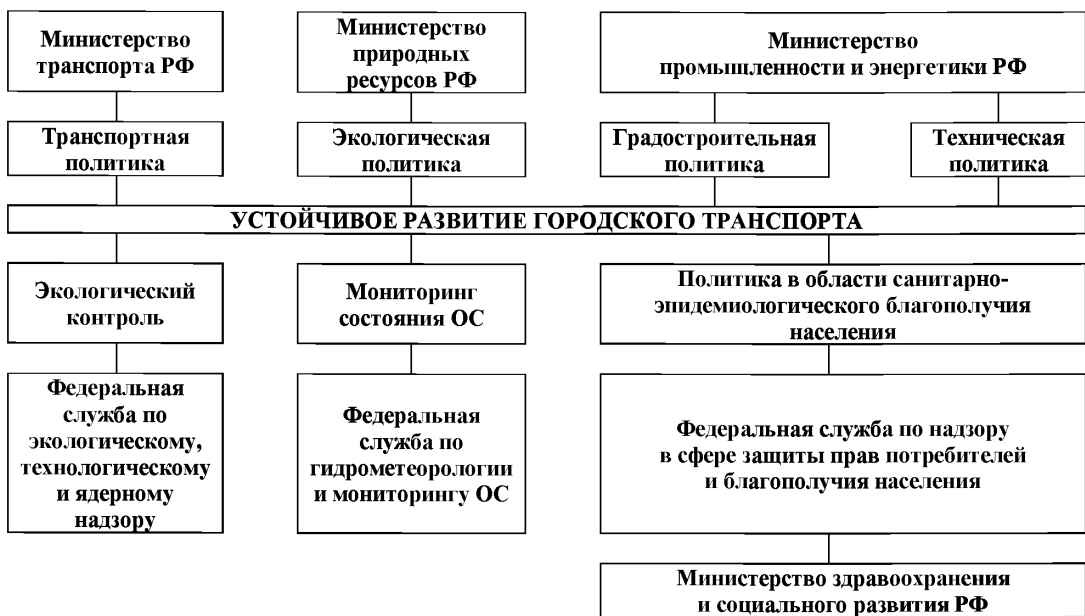 Министерство
транспорта РФ
Министерство
природных
ресурсов РФ
Министерство
промышленности и энергетики РФ
Транспортная
политика
Экологическая
политика
Градостроительная
политика
Техническая
политика
УСТОЙЧИВОЕ РАЗВИТИЕ ГОРОДСКОГО ТРАНСПОРТА
Экологический
контроль
Мониторинг
состояния ОС
Политика в области санитарно-
эпидемиологического благополучия
населения
Федеральная
служба по
экологическому,
технологическому
и ядерному
надзору
Федеральная
служба по
гидрометеорологии
и мониторингу ОС
Федеральная служба по надзору
в сфере защиты прав потребителей
и благополучия населения
Министерство здравоохранения
и социального развития РФ